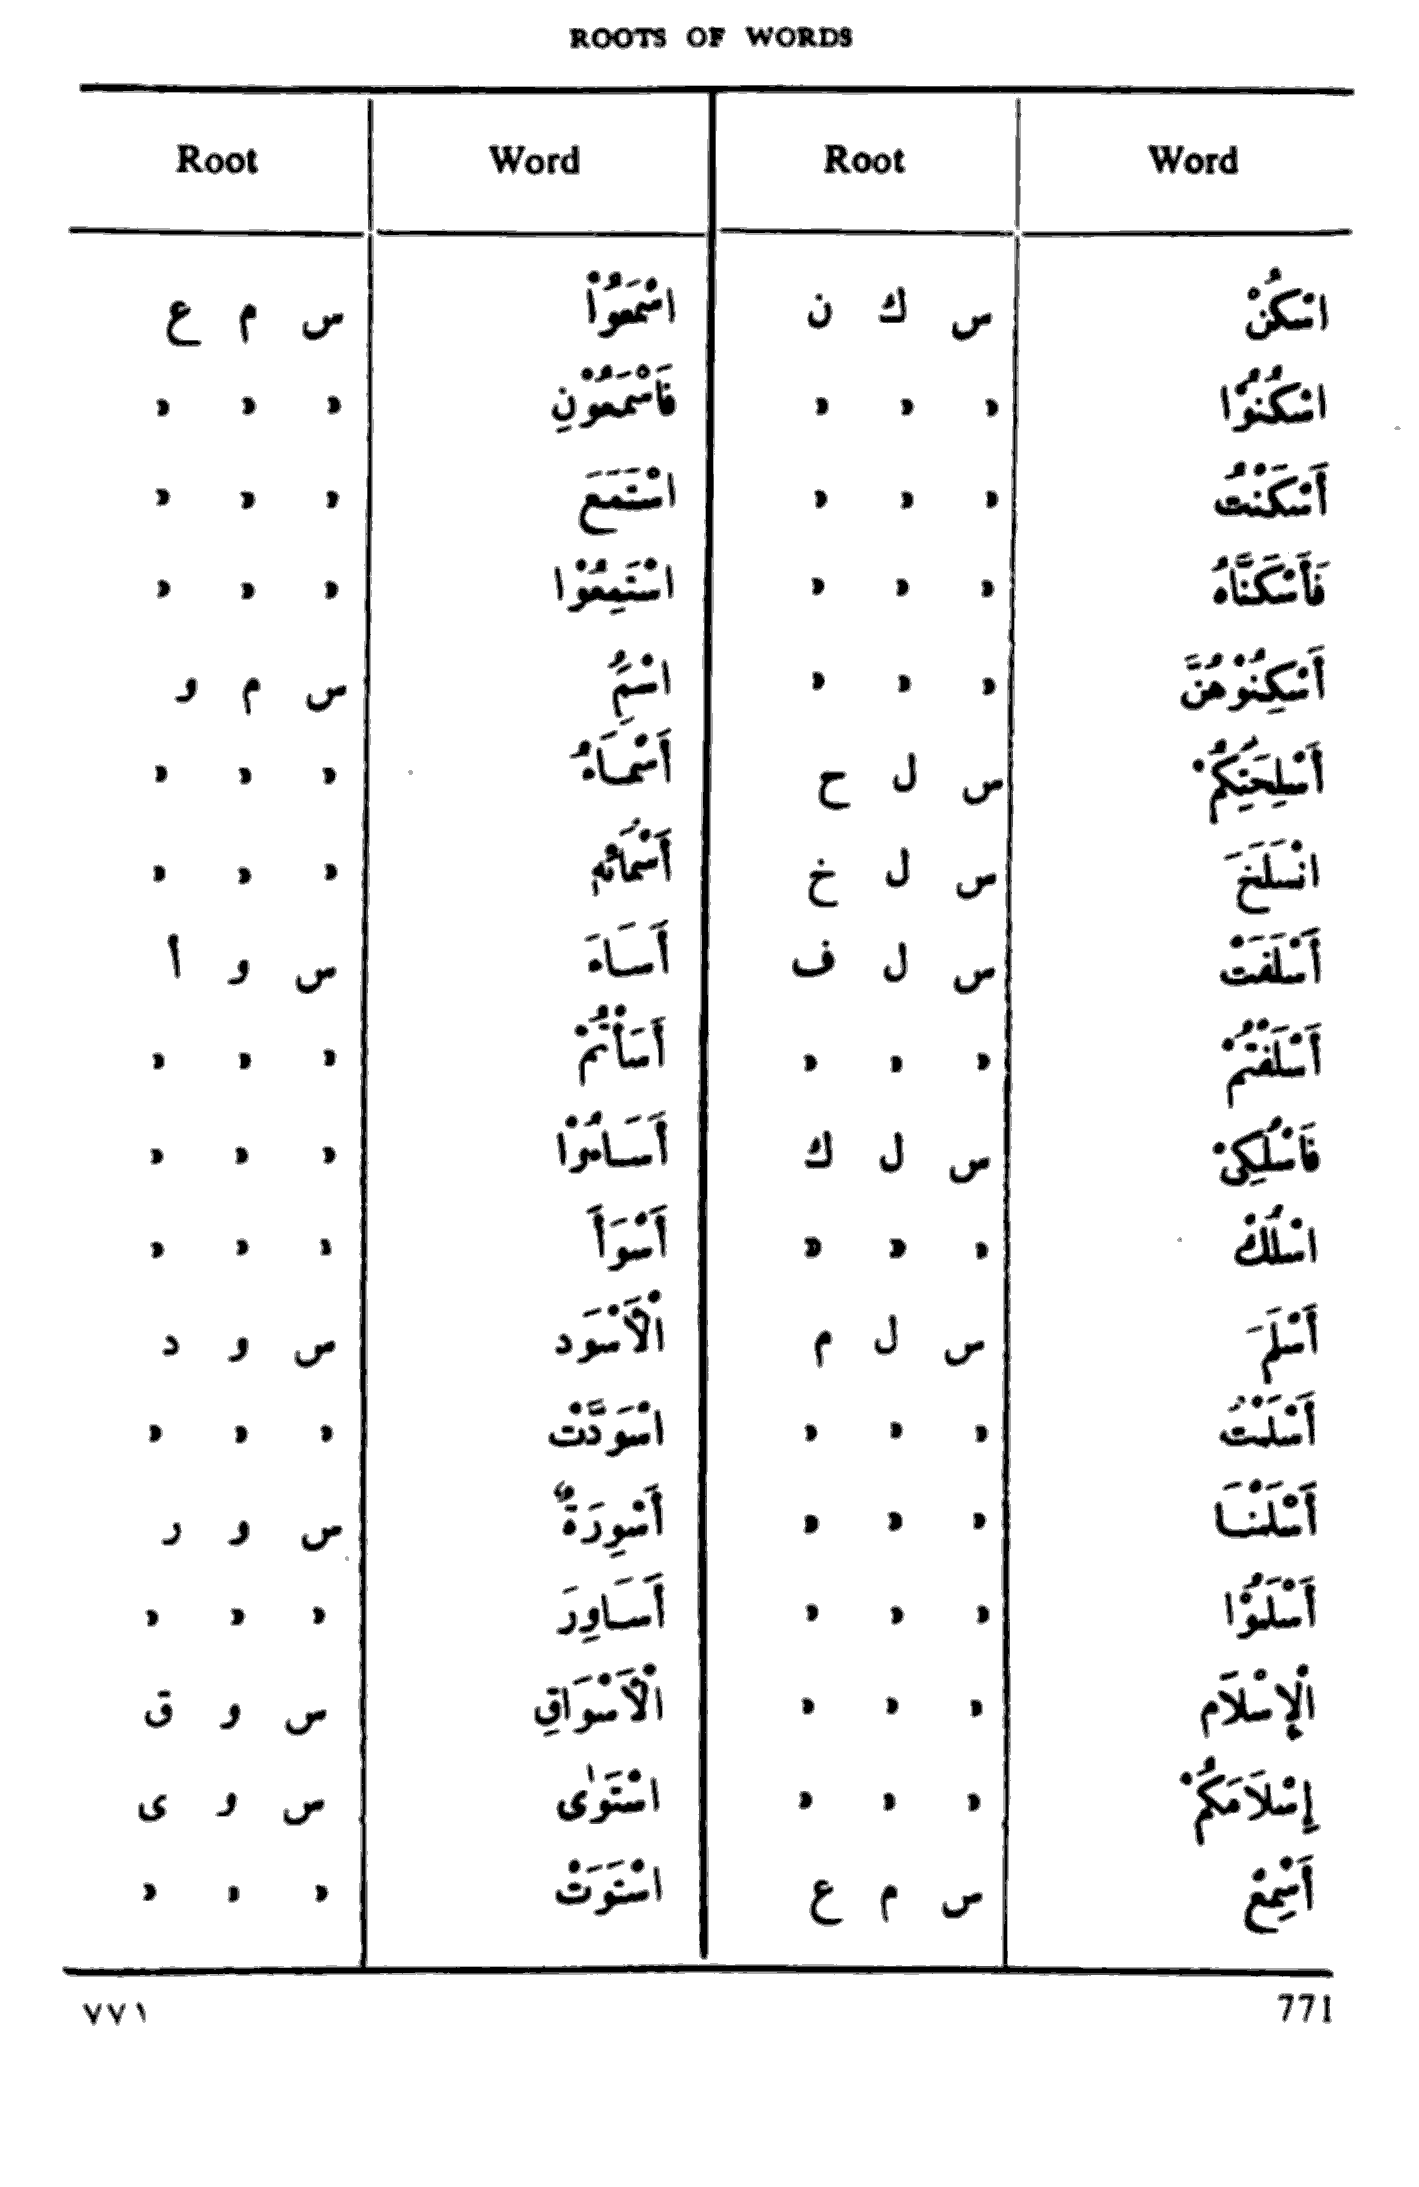 ROOTS OF WORDS
Root Word Root Word
اسْكُنْ س ك ن اسْمَعُوْا س م ع
اسْكُنُوْا » » » فَاسْمَعُوْنِ » » »
أَسْكَنْتُ » » » اسْتَمَعَ » » »
فَأَسْكَنَّاهُ » » » اسْتَمِعُوْا » » »
أَسْكِنُوْهُنَّ » » » اسْمُ س م و
أَسْلِحَتِكُمْ س ل ح أَسْمَاءُ » » »
انْسَلَخَ س ل خ أَسْمَائِهِ » » »
أَسْلَفَتْ س ل ف أَسَاءَ س و أ
أَسْلَفْتُمْ » » » أَسَأْتُمْ » » »
فَاسْلُكِيْ س ل ك أَسَاءُوْا » » »
اسْلُكْ » » » أَسْوَأَ » » »
أَسْلَمَ س ل م الْأَسْوَد س و د
أَسْلَمْتُ » » » اسْوَدَّتْ » » »
أَسْلَمْنَا » » » أَسْوِرَةٌ س و ر
أَسْلَمُوْا » » » أَسَاوِرَ » » »
الْإِسْلَام » » » الْأَسْوَاقِ س و ق
إِسْلَامَكُمْ » » » اسْتَوٰى س و ى
أَسْمِعْ س م ع اسْتَوَتْ » » »
٧٧١ 771